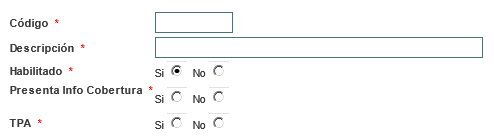 Código *
Descripción *
Habilitado * Si No
Presenta Info Cobertura * Si No
TPA * Si No